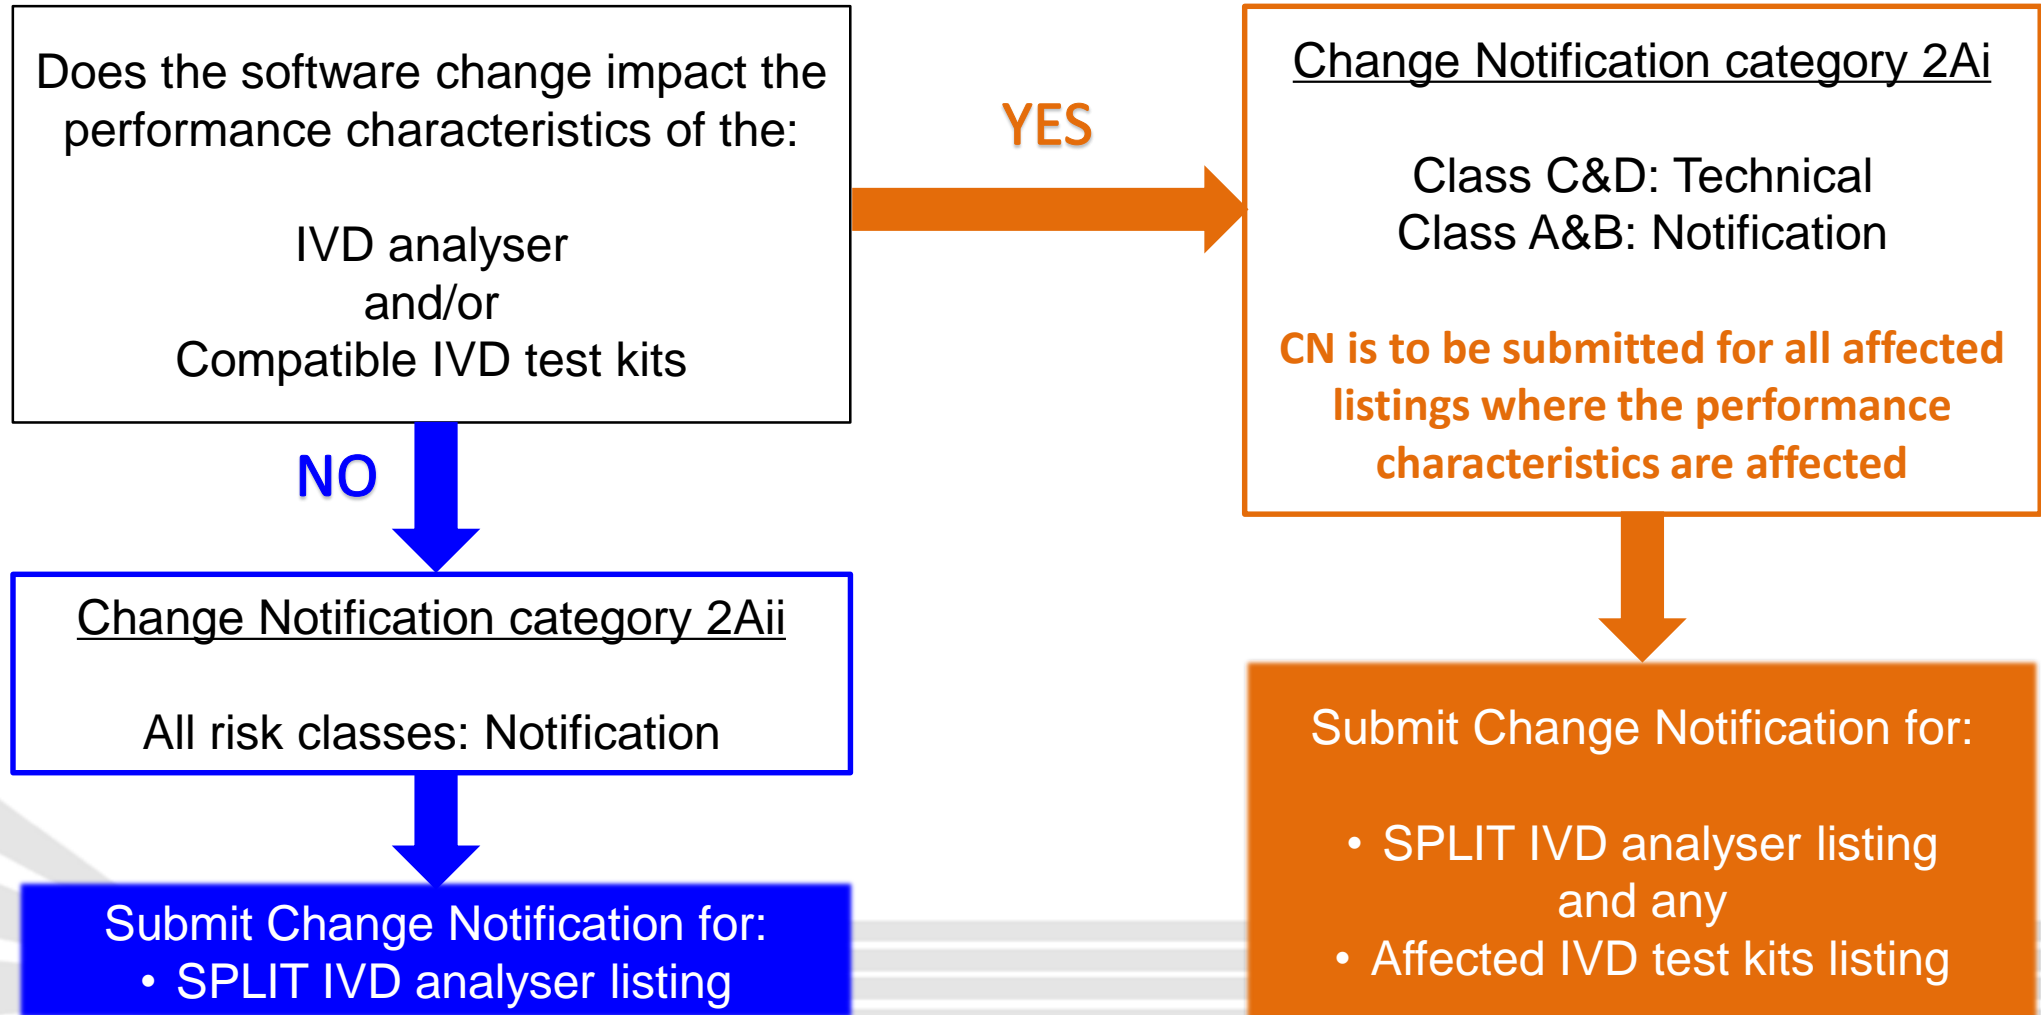 Does the software change impact the
performance characteristics of the:
IVD analyser
and/or
Compatible IVD test kits
YES
Change Notification category 2Ai
Class C&D: Technical
Class A&B: Notification
CN is to be submitted for all affected
listings where the performance
characteristics are affected
NO
Change Notification category 2Aii
All risk classes: Notification
Submit Change Notification for:
• SPLIT IVD analyser listing
and any
• Affected IVD test kits listing
Submit Change Notification for:
• SPLIT IVD analyser listing